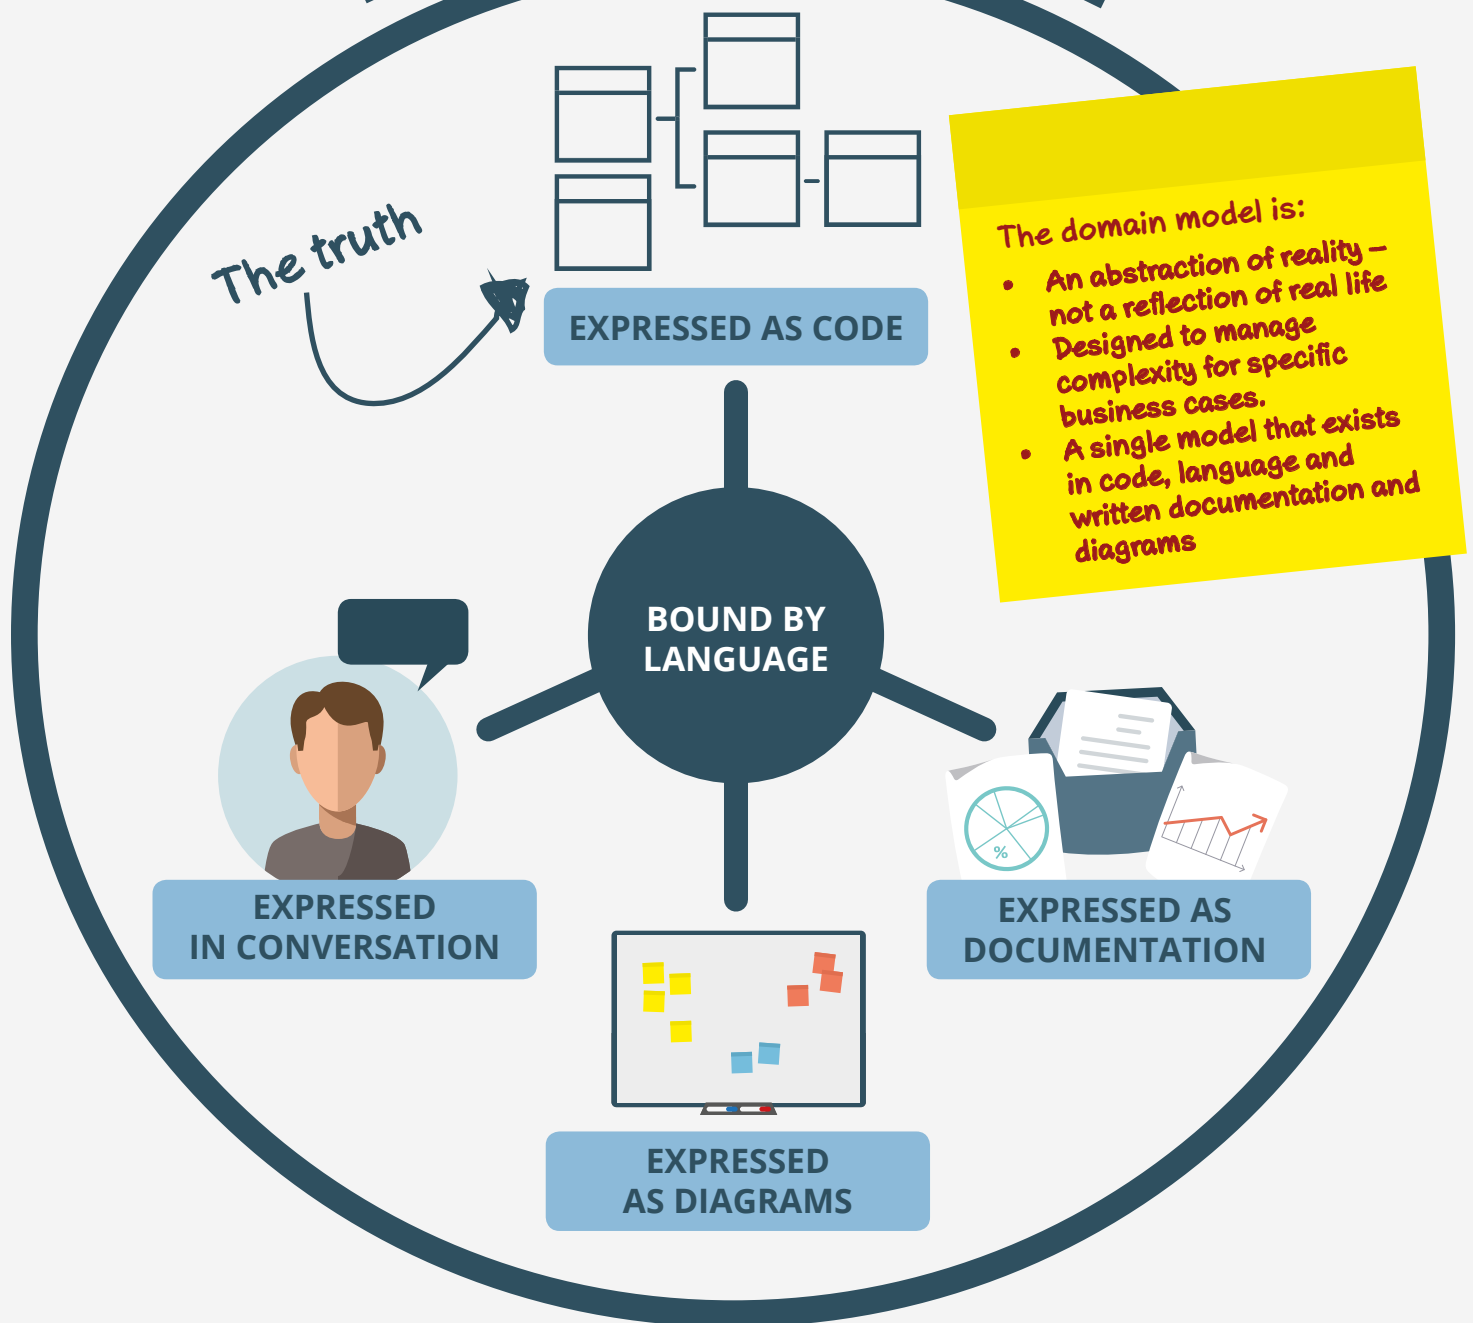 The truth
EXPRESSED AS CODE
The domain model is:
• An abstraction of reality –
not a reflection of real life
• Designed to manage
complexity for specific
business cases.
• A single model that exists
in code, language and
written documentation and
diagrams
BOUND BY
LANGUAGE
EXPRESSED
IN CONVERSATION
%
EXPRESSED AS
DOCUMENTATION
EXPRESSED
AS DIAGRAMS